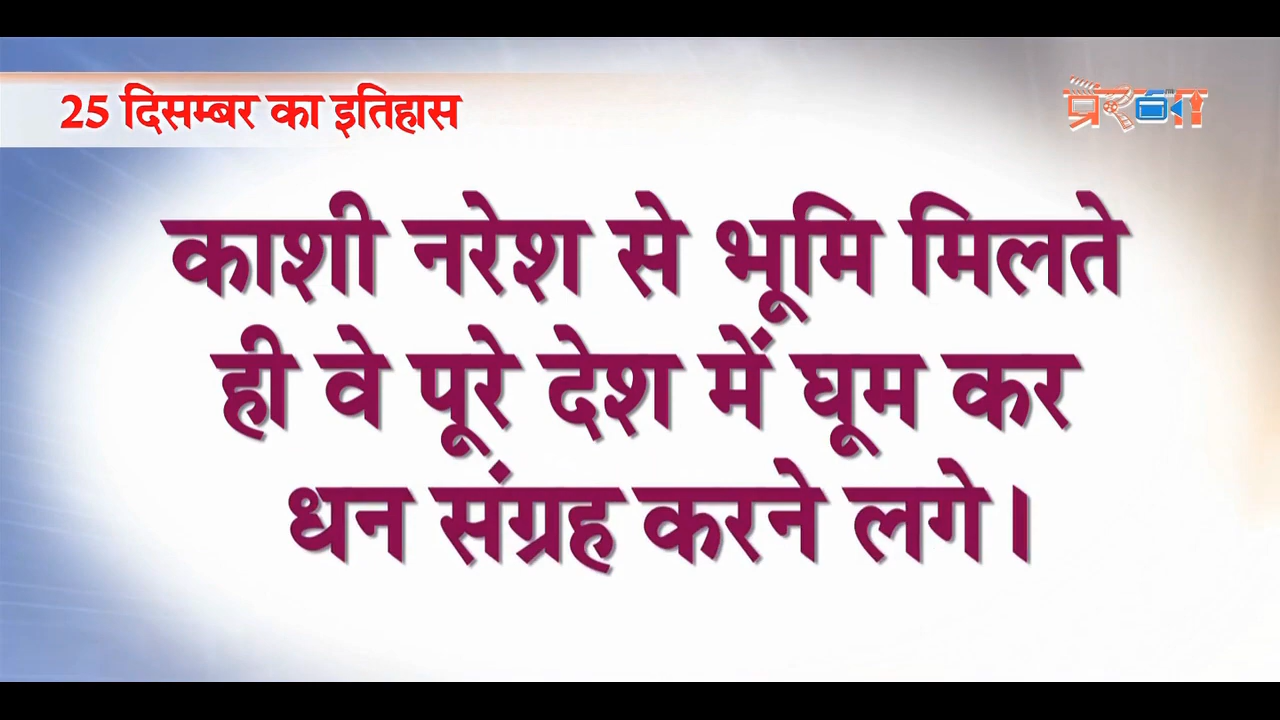 25 दिसम्बर का इतिहास
काशी नरेश से भूमि मिलते
ही वे पूरे देश में घूम कर
धन संग्रह करने लगे।